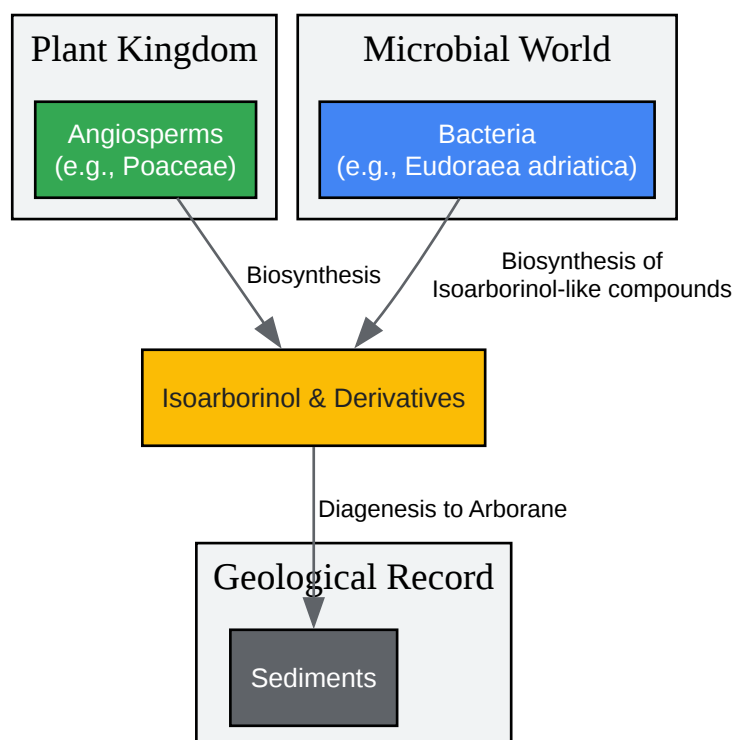 Plant Kingdom
Microbial World
Angiosperms
(e.g., Poaceae)
Bacteria
(e.g., Eudoraea adriatica)
Biosynthesis
Biosynthesis of
Isoarborinol-like compounds
Isoarborinol & Derivatives
Diagenesis to Arborane
Geological Record
Sediments